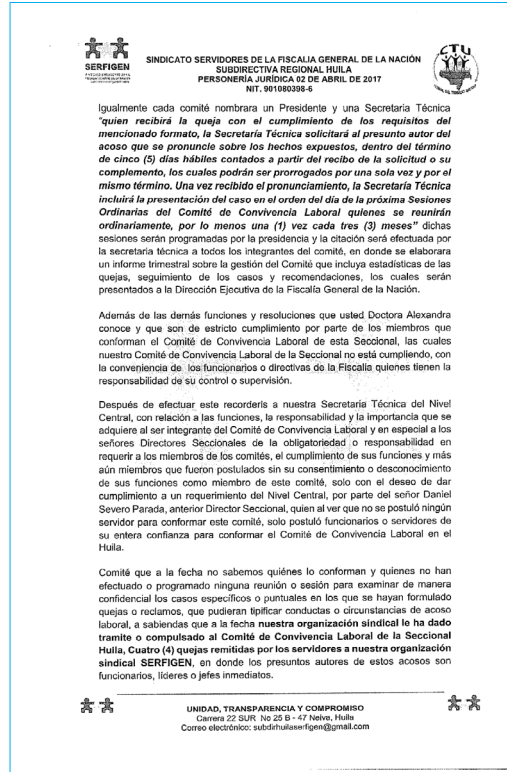 SERFIGEN
CTU
SINDICATO SERVIDORES DE LA FISCALIA GENERAL DE LA NACIÓN
SUBDIRECTIVA REGIONAL HUILA
PERSONERÍA JURÍDICA 02 DE ABRIL DE 2017
NIT. 901080398-6
Igualmente cada comité nombrara un Presidente y una Secretaria Técnica
"quien recibirá la queja con el cumplimiento de los requisitos del
mencionado formato, la Secretaría Técnica solicitará al presunto autor del
acoso que se pronuncie sobre los hechos expuestos, dentro del término
de cinco (5) días hábiles contados a partir del recibo de la solicitud o su
complemento, los cuales podrán ser prorrogados por una sola vez y por el
mismo término. Una vez recibido el pronunciamiento, la Secretaría Técnica
incluirá la presentación del caso en el orden del día de la próxima Sesiones
Ordinarias del Comité de Convivencia Laboral quienes se reunirán
ordinariamente, por lo menos una (1) vez cada tres (3) meses" dichas
sesiones serán programadas por la presidencia y la citación será efectuada por
la secretaria técnica a todos los integrantes del comité, en donde se elaborara
un informe trimestral sobre la gestión del Comité que incluya estadísticas de las
quejas, seguimiento de los casos y recomendaciones, los cuales serán
presentados a la Dirección Ejecutiva de la Fiscalía General de la Nación.
Además de las demás funciones y resoluciones que usted Doctora Alexandra
conoce y que son de estricto cumplimiento por parte de los miembros que
conforman el Comité de Convivencia Laboral de esta Seccional, las cuales
nuestro Comité de Convivencia Laboral de la Seccional no está cumpliendo, con
la conveniencia de los funcionarios o directivas de la Fiscalia quienes tienen la
responsabilidad de su control o supervisión.
Después de efectuar este recorderis a nuestra Secretaria Técnica del Nivel
Central, con relación a las funciones, la responsabilidad y la importancia que se
adquiere al ser integrante del Comité de Convivencia Laboral y en especial a los
señores Directores Seccionales de la obligatoriedad o responsabilidad en
requerir a los miembros de los comités, el cumplimiento de sus funciones y más
aún miembros que fueron postulados sin su consentimiento o desconocimiento
de sus funciones como miembro de este comité, solo con el deseo de dar
cumplimiento a un requerimiento del Nivel Central, por parte del señor Daniel
Severo Parada, anterior Director Seccional, quien al ver que no se postuló ningún
servidor para conformar este comité, solo postuló funcionarios o servidores de
su entera confianza para conformar el Comité de Convivencia Laboral en el
Huila.
Comité que a la fecha no sabemos quiénes lo conforman y quienes no han
efectuado o programado ninguna reunión o sesión para examinar de manera
confidencial los casos específicos o puntuales en los que se hayan formulado
quejas o reclamos, que pudieran tipificar conductas o circunstancias de acoso
laboral, a sabiendas que a la fecha nuestra organización sindical le ha dado
tramite o compulsado al Comité de Convivencia Laboral de la Seccional
Huila, Cuatro (4) quejas remitidas por los servidores a nuestra organización
sindical SERFIGEN, en donde los presuntos autores de estos acosos son
funcionarios, líderes o jefes inmediatos.
UNIDAD, TRANSPARENCIA Y COMPROMISO
Carrera 22 SUR No 25 B - 47 Neiva, Huila
Correo electrónico: subdirhuilaserfigen@gmail.com